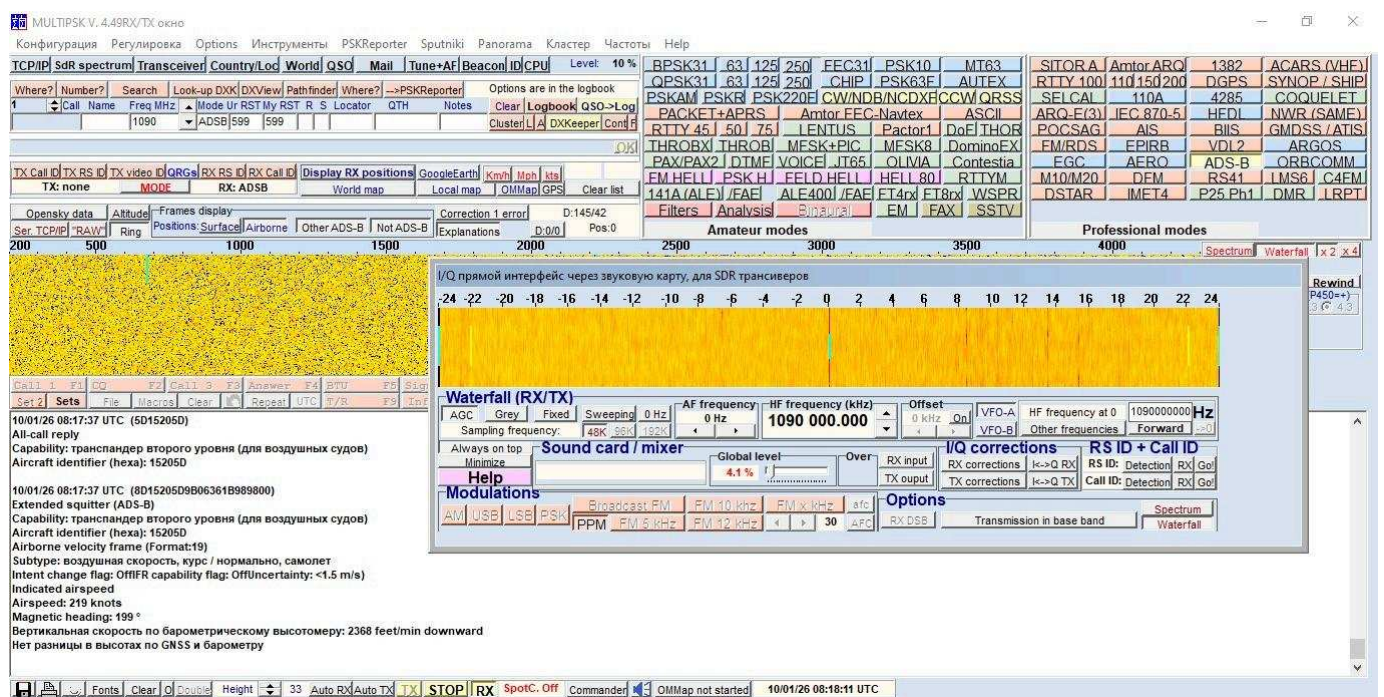 MULTIPSK V. 4.49RX/TX окно
Конфигурация Регулировка Options Инструменты PSKReporter Sputniki Panorama Кластер Частоты Help
TCP/IP SdR spectrum Transceiver Country/Loc World QSO Mail Tune+AF Beacon ID CPU Level: 10 %
Where? Number? Search Look-up DXK DXView Pathfinder Where? -->PSKReporter Options are in the logbook
1 Call Name Freq MHz Mode Ur RST My RST R S Locator QTH Notes Clear Logbook QSO->Log
1090 ADSB 599 599 Cluster L A DXKeeper Cont F
OK
TX Call ID TX RS ID TX video ID QRGs RX RS ID RX Call ID Display RX positions GoogleEarth Km/h Mph kts
TX: none MODE RX: ADSB World map Local map OMMap GPS Clear list
Opensky data Altitude Frames display Correction 1 error D:145/42
Ser. TCP/IP "RAW" Ring Positions: Surface Airborne Other ADS-B Not ADS-B Explanations D:0/0 Pos:0
BPSK31 63 125 250 FEC31 PSK10 MT63
QPSK31 63 125 250 CHIP PSK63F AUTEX
PSKAM PSKR PSK220F CW/NDB/NCDXF CCW QRSS
PACKET+APRS Amtor FEC-Navtex ASCII
RTTY 45 50 75 LENTUS Pactor1 DoF THOR
THROBX THROB MFSK+PIC MFSK8 DominoEX
PAX/PAX2 DTMF VOICE JT65 OLIVIA Contestia
FM HELL PSK H FELD HELL HELL 80 RTTYM
141A (ALE) /FAE ALE400 /FAE FT4rx FT8rx WSPR
Filters Analysis Binaural EM FAX SSTV
Amateur modes
SITOR A Amtor ARQ 1382 ACARS (VHF)
RTTY 100 110 150 200 DGPS SYNOP / SHIP
SELCAL 110A 4285 COQUELET
ARQ-E(3) IEC 870-5 HFDL NWR (SAME)
POCSAG AIS BIIS GMDSS / ATIS
FM/RDS EPIRB VDL2 ARGOS
EGC AERO ADS-B ORBCOMM
M10/M20 DFM RS41 LMS6 C4FM
DSTAR IMET4 P25 Ph1 DMR LRPT
Professional modes
200 500 1000 1500 2000 2500 3000 3500 4000 Spectrum Waterfall x 2 x 4
Rewind
I/Q прямой интерфейс через звуковую карту, для SDR трансиверов
-24 -22 -20 -18 -16 -14 -12 -10 -8 -6 -4 -2 0 2 4 6 8 10 12 14 16 18 20 22 24
Waterfall (RX/TX) AF frequency HF frequency (kHz) Offset
AGC Grey Fixed Sweeping 0 Hz 0 Hz 1090 000.000 0 kHz On VFO-A HF frequency at 0 1090000000 Hz
Sampling frequency: 48K 96K 192K VFO-B Other frequencies Forward ->0
Always on top Sound card / mixer Global level Over I/Q corrections RS ID + Call ID
Minimize 4.1 % RX input RX corrections I<->Q RX RS ID: Detection RX Go!
Help TX ouput TX corrections I<->Q TX Call ID: Detection RX Go!
Modulations Broadcast FM FM 10 khz FM x kHz afc Options
AM USB LSB PSK PPM FM 5 kHz FM 12 kHz 30 AFC RX DSB Transmission in base band Spectrum
Waterfall
Call 1 F1 CQ F2 Call 3 F3 Answer F4 BTU F5
Set 2 Sets File Macros Clear Repeat UTC T/R F9
10/01/26 08:17:37 UTC (5D15205D)
All-call reply
Capability: транспандер второго уровня (для воздушных судов)
Aircraft identifier (hexa): 15205D
10/01/26 08:17:37 UTC (8D15205D9B06361B989800)
Extended squitter (ADS-B)
Capability: транспандер второго уровня (для воздушных судов)
Aircraft identifier (hexa): 15205D
Airborne velocity frame (Format:19)
Subtype: воздушная скорость, курс / нормально, самолет
Intent change flag: OffIFR capability flag: OffUncertainty: <1.5 m/s)
Indicated airspeed
Airspeed: 219 knots
Magnetic heading: 199 °
Вертикальная скорость по барометрическому высотомеру: 2368 feet/min downward
Нет разницы в высотах по GNSS и барометру
Fonts Clear O Double Height 33 Auto RX Auto TX TX STOP RX SpotC. Off Commander OMMap not started 10/01/26 08:18:11 UTC